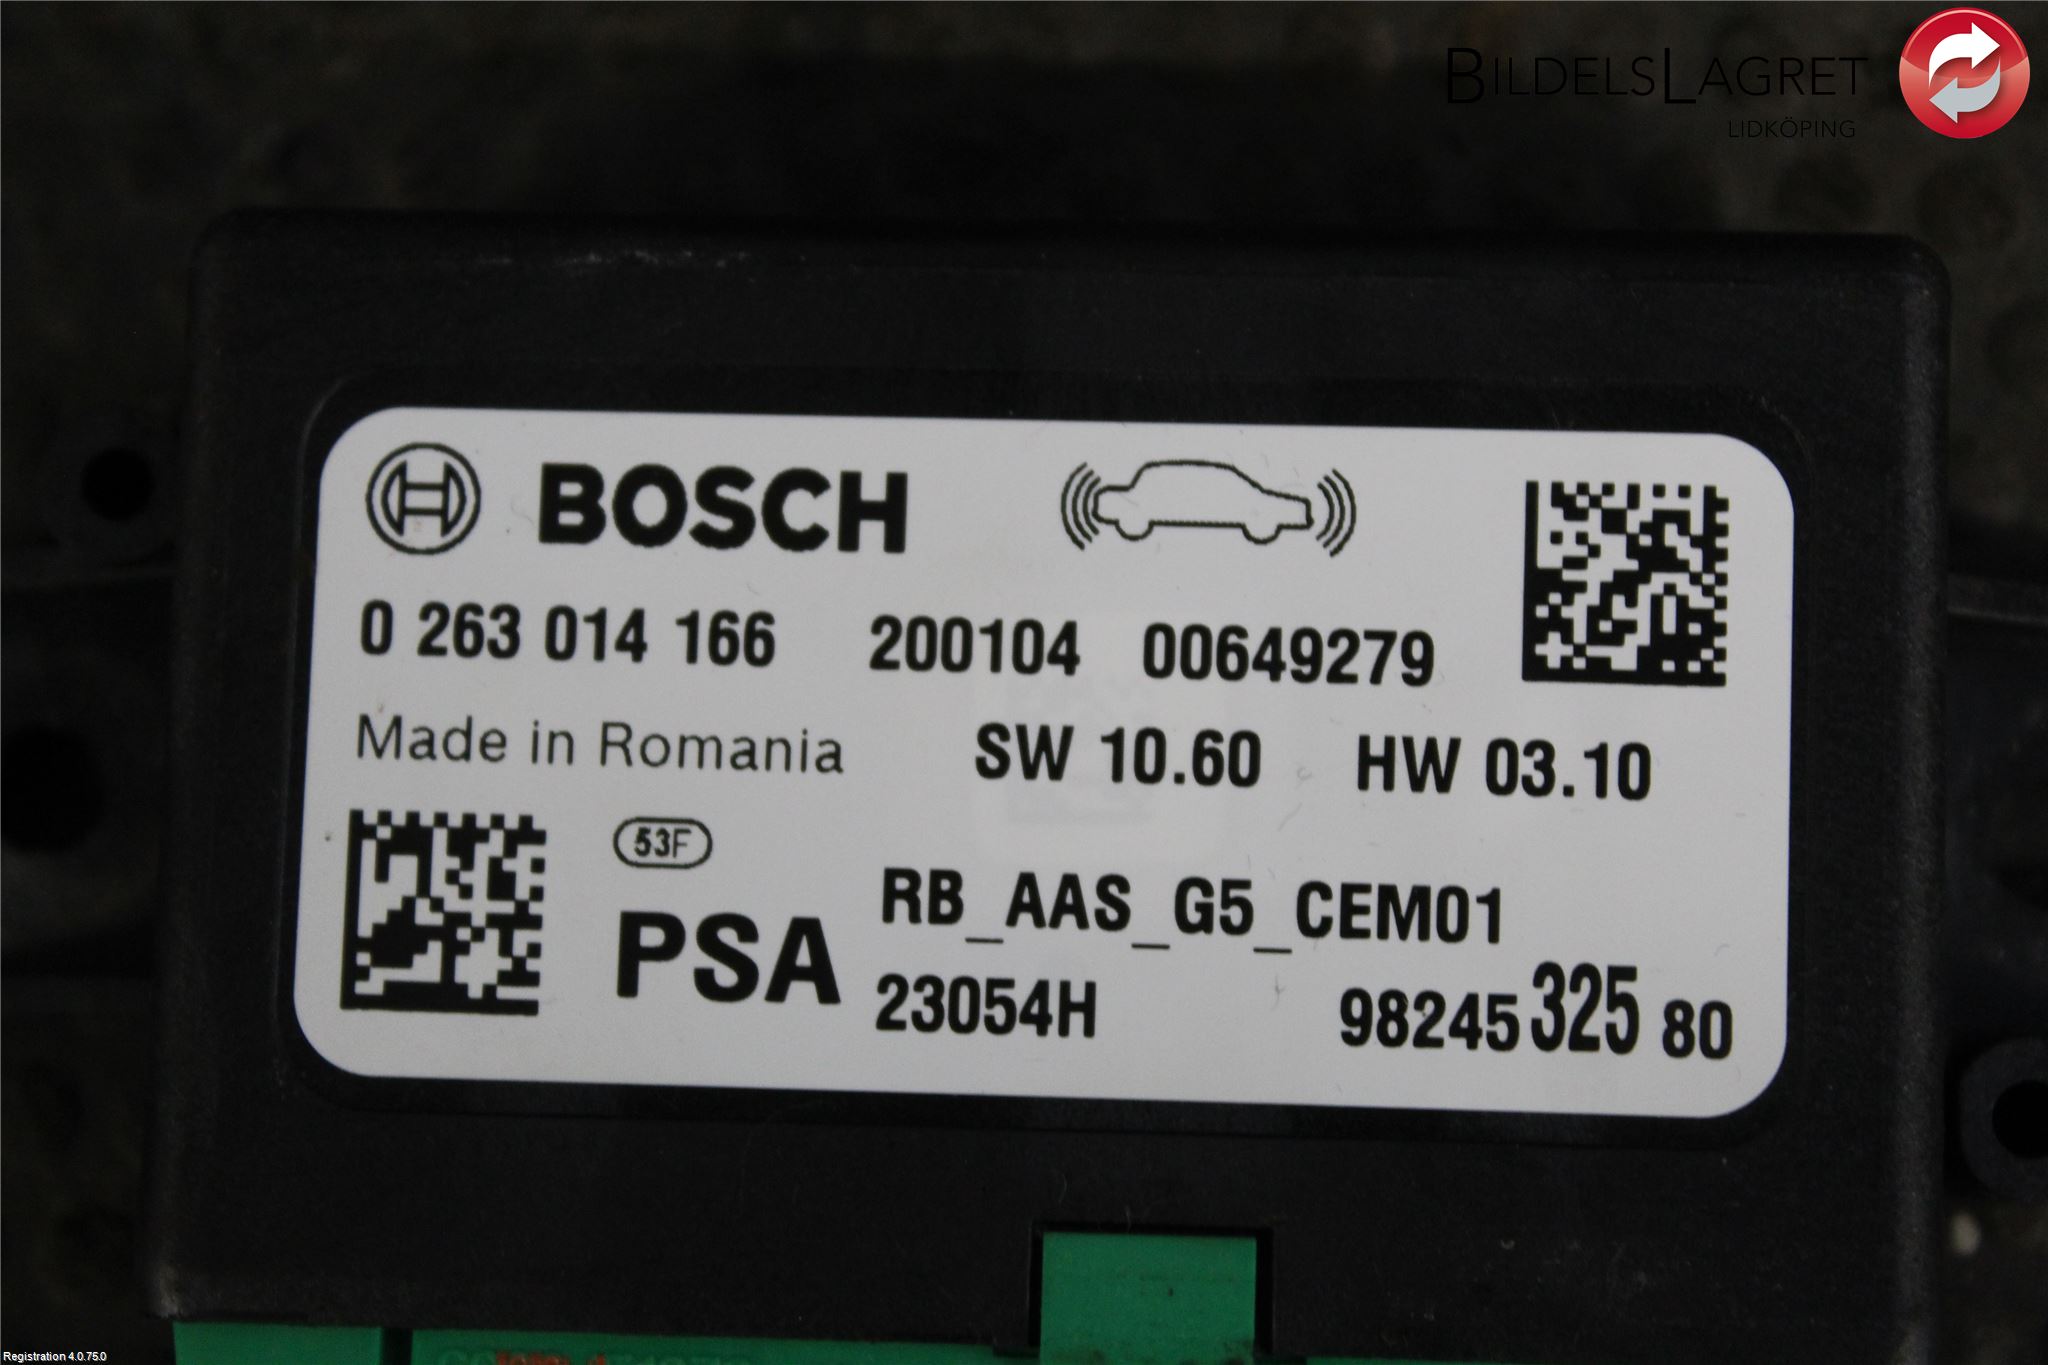 BILDELSLAGRET
LIDKÖPING
BOSCH
0 263 014 166 200104 00649279
Made in Romania SW 10.60 HW 03.10
53F
PSA RB_AAS_G5_CEM01
23054H 98245 325 80
Registration 4.0.75.0